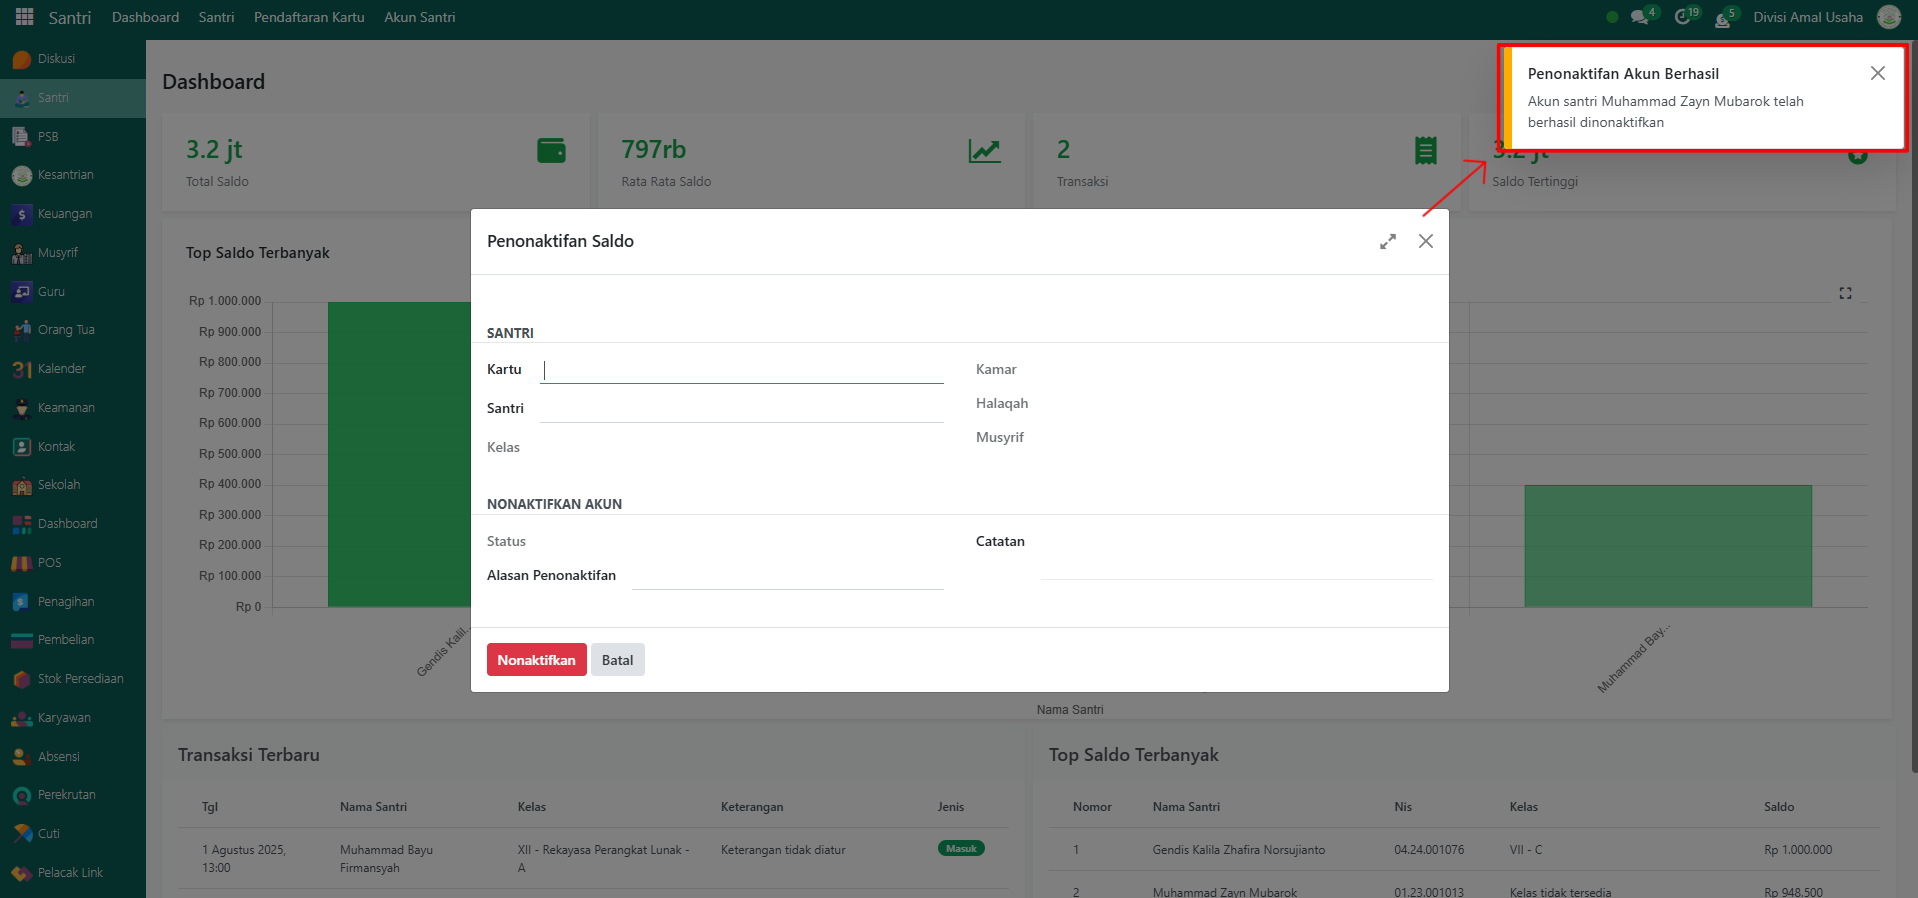 Santri
Dashboard
Santri
Pendaftaran Kartu
Akun Santri
4
19
5
Divisi Amal Usaha
Diskusi
Santri
PSB
Kesantrian
Keuangan
Musyrif
Guru
Orang Tua
Kalender
Keamanan
Kontak
Sekolah
Dashboard
POS
Penagihan
Pembelian
Stok Persediaan
Karyawan
Absensi
Perekrutan
Cuti
Pelacak Link
Dashboard
3.2 jt
Total Saldo
797rb
Rata Rata Saldo
2
Transaksi
3.2 jt
Saldo Tertinggi
Penonaktifan Akun Berhasil
Akun santri Muhammad Zayn Mubarok telah
berhasil dinonaktifkan
Top Saldo Terbanyak
Rp 1.000.000
Rp 900.000
Rp 800.000
Rp 700.000
Rp 600.000
Rp 500.000
Rp 400.000
Rp 300.000
Rp 200.000
Rp 100.000
Rp 0
Gendis Kalil...
Muhammad Bay...
Nama Santri
Penonaktifan Saldo
SANTRI
Kartu
Santri
Kelas
Kamar
Halaqah
Musyrif
NONAKTIFKAN AKUN
Status
Alasan Penonaktifan
Catatan
Nonaktifkan
Batal
Transaksi Terbaru
Tgl
Nama Santri
Kelas
Keterangan
Jenis
1 Agustus 2025,
13:00
Muhammad Bayu
Firmansyah
XII - Rekayasa Perangkat Lunak -
A
Keterangan tidak diatur
Masuk
Top Saldo Terbanyak
Nomor
Nama Santri
Nis
Kelas
Saldo
1
Gendis Kalila Zhafira Norsujianto
04.24.001076
VII - C
Rp 1.000.000
2
Muhammad Zayn Mubarok
01.23.001013
Kelas tidak tersedia
Rp 948.500